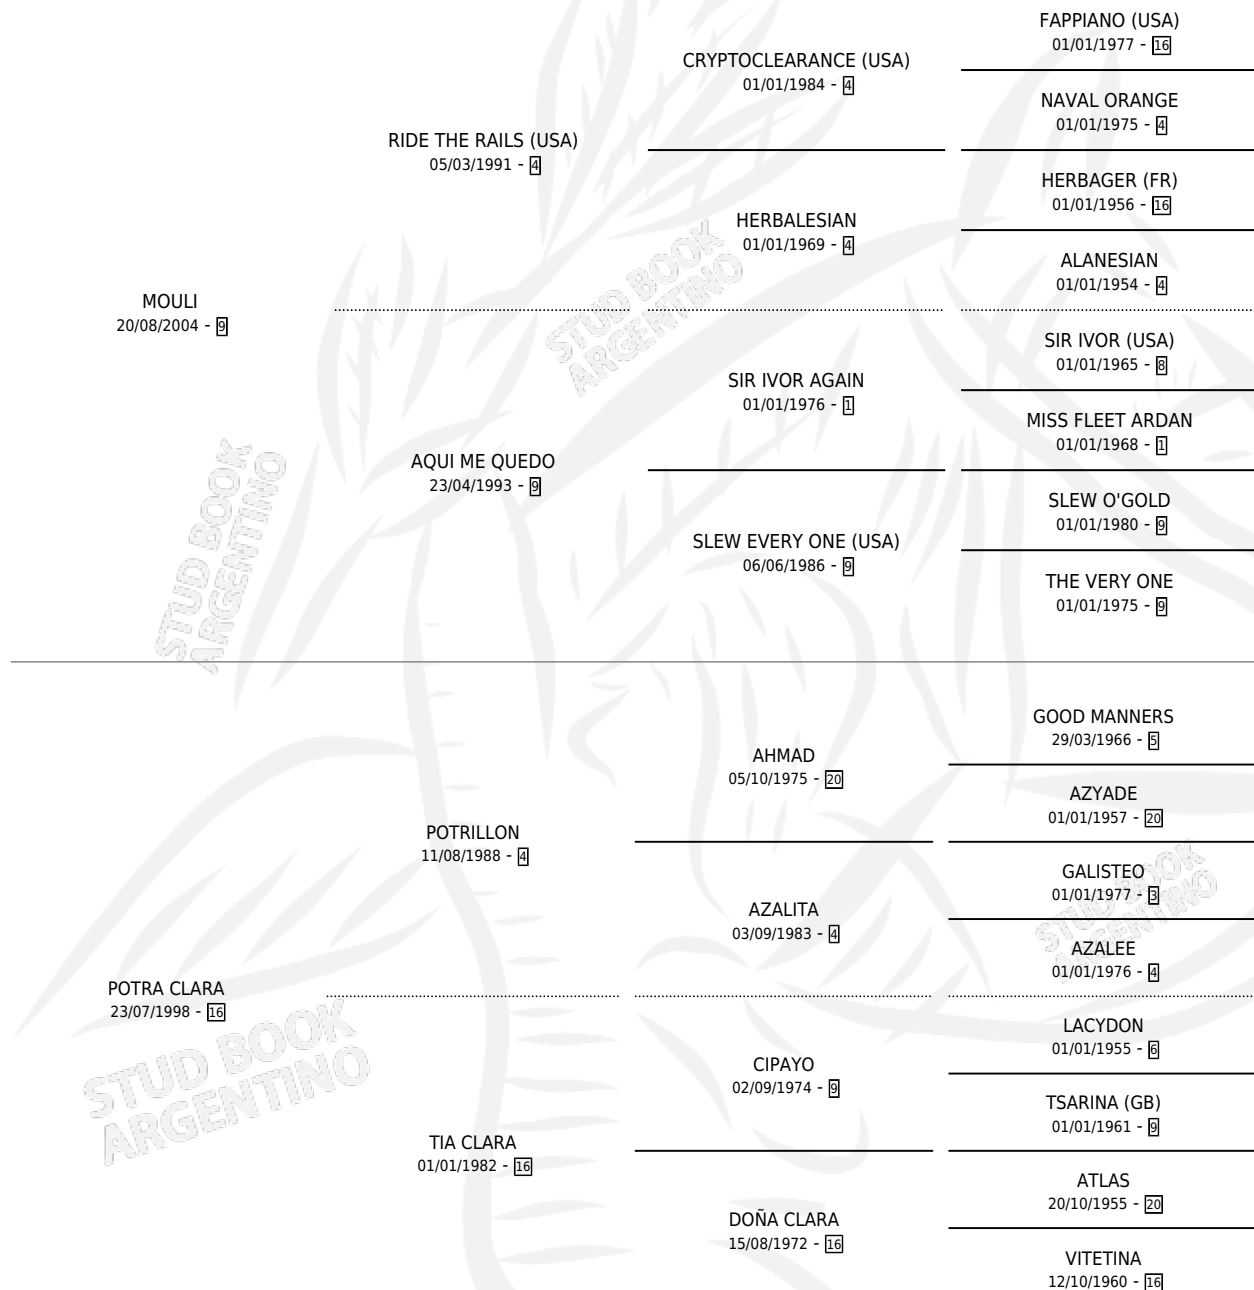 FAPPIANO (USA)
01/01/1977 - 16
CRYPTOCLEARANCE (USA)
01/01/1984 - 4
NAVAL ORANGE
01/01/1975 - 4
RIDE THE RAILS (USA)
05/03/1991 - 4
HERBAGER (FR)
01/01/1956 - 16
HERBALESIAN
01/01/1969 - 4
ALANESIAN
01/01/1954 - 4
MOULI
20/08/2004 - 9
SIR IVOR (USA)
01/01/1965 - 8
SIR IVOR AGAIN
01/01/1976 - 1
MISS FLEET ARDAN
01/01/1968 - 1
AQUI ME QUEDO
23/04/1993 - 9
SLEW O'GOLD
01/01/1980 - 9
SLEW EVERY ONE (USA)
06/06/1986 - 9
THE VERY ONE
01/01/1975 - 9
GOOD MANNERS
29/03/1966 - 5
AHMAD
05/10/1975 - 20
AZYADE
01/01/1957 - 20
POTRILLON
11/08/1988 - 4
GALISTEO
01/01/1977 - 3
AZALITA
03/09/1983 - 4
AZALEE
01/01/1976 - 4
POTRA CLARA
23/07/1998 - 16
LACYDON
01/01/1955 - 6
CIPAYO
02/09/1974 - 9
TSARINA (GB)
01/01/1961 - 9
TIA CLARA
01/01/1982 - 16
ATLAS
20/10/1955 - 20
DOÑA CLARA
15/08/1972 - 16
VITETINA
12/10/1960 - 16
STUD BOOK
ARGENTINO
STUD BOOK
ARGENTINO
STUD BOOK
ARGENTINO
STUD BOOK
ARGENTINO